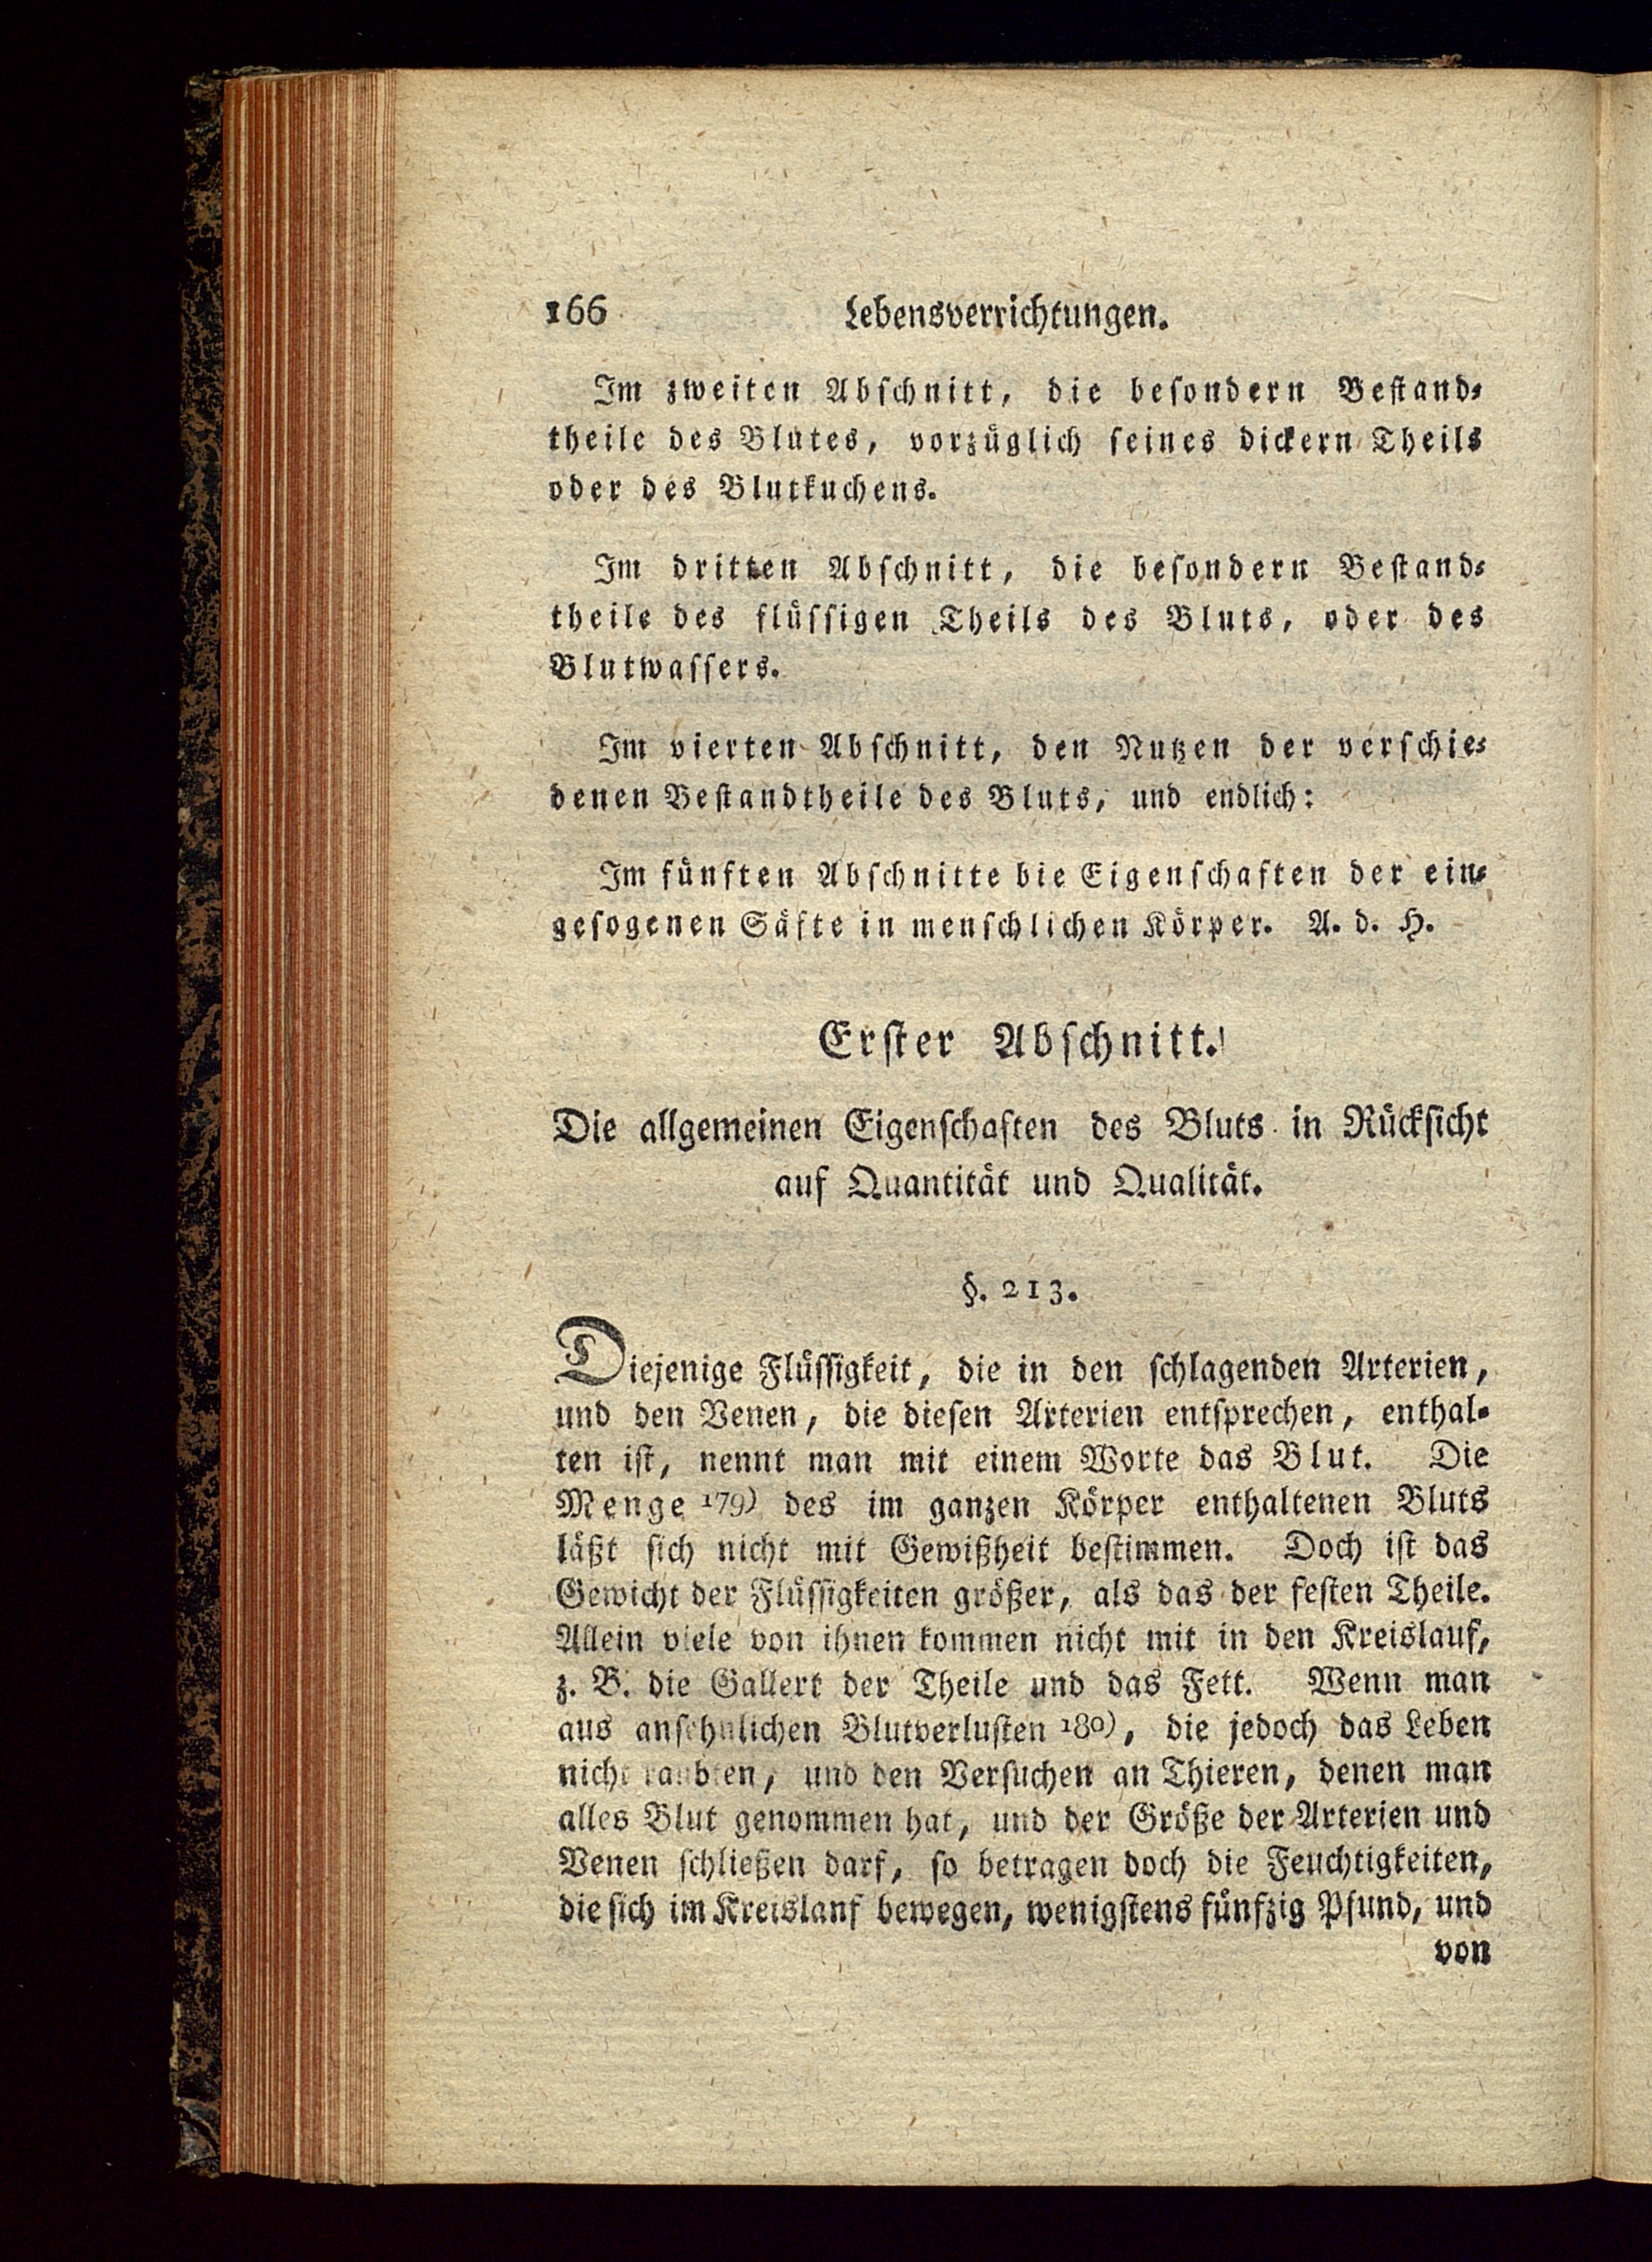 166 Lebensverrichtungen.
Im zweiten Abschnitt, die besondern Bestand⸗
theile des Blutes, vorzüglich seines dickern Theils
oder des Blutkuchens.
Im dritten Abschnitt, die besondern Bestand⸗
theile des flüssigen Theils des Bluts, oder des
Blutwassers.
Im vierten Abschnitt, den Nutzen der verschie⸗
denen Bestandtheile des Bluts, und endlich:
Im fünften Abschnitte bie Eigenschaften der ein⸗
gesogenen Säfte in menschlichen Körper. A. d. H.
Erster Abschnitt.
Die allgemeinen Eigenschaften des Bluts in Rücksicht
auf Quantität und Qualität.
§. 213.
Diejenige Flüssigkeit, die in den schlagenden Arterien,
und den Venen, die diesen Arterien entsprechen, enthal⸗
ten ist, nennt man mit einem Worte das Blut. Die
Menge 179) des im ganzen Körper enthaltenen Bluts
läßt sich nicht mit Gewißheit bestimmen. Doch ist das
Gewicht der Flüssigkeiten größer, als das der festen Theile.
Allein viele von ihnen kommen nicht mit in den Kreislauf,
z. B. die Gallert der Theile und das Fett. Wenn man
aus ansehnlichen Blutverlusten 180), die jedoch das Leben
nicht raubten, und den Versuchen an Thieren, denen man
alles Blut genommen hat, und der Größe der Arterien und
Venen schließen darf, so betragen doch die Feuchtigkeiten,
die sich im Kreislanf bewegen, wenigstens fünfzig Pfund, und
von